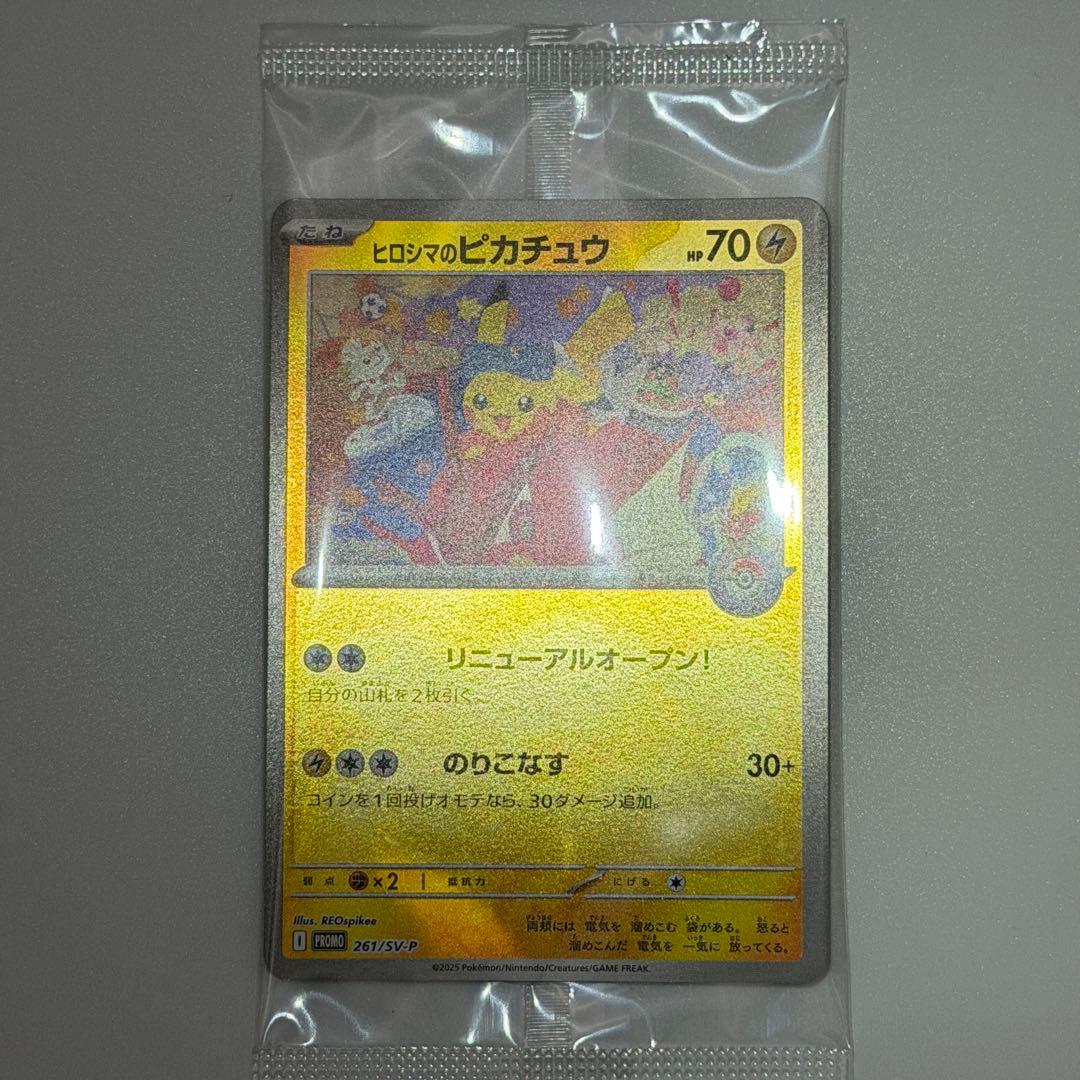 たね
ヒロシマのピカチュウ HP 70
リニューアルオープン!
自分の山札を2枚引く。
のりこなす 30+
コインを1回投げオモテなら、30ダメージ追加。
弱点 ×2 抵抗力 にげる
Illus. REOspikee
両頬には 電気を 溜めこむ 袋がある。 怒ると
溜めこんだ 電気を 一気に 放ってくる。
I PROMO 261/SV-P
©2025 Pokémon/Nintendo/Creatures/GAME FREAK.